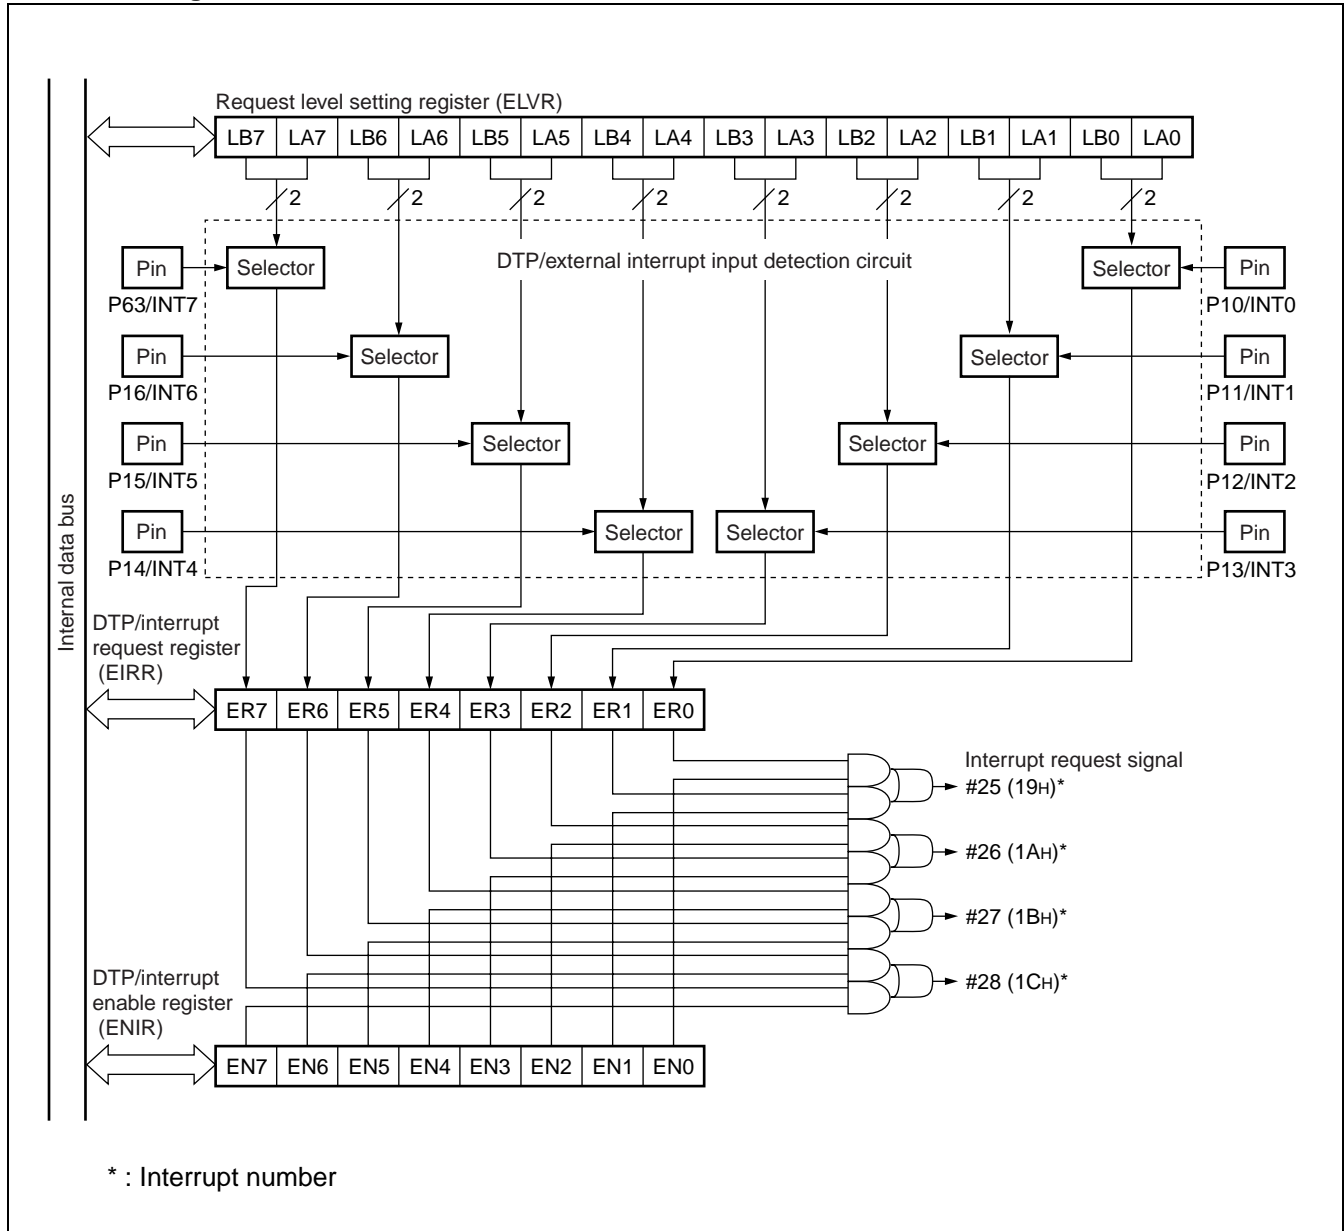 Request level setting register (ELVR)
LB7 LA7 LB6 LA6 LB5 LA5 LB4 LA4 LB3 LA3 LB2 LA2 LB1 LA1 LB0 LA0
2 2 2 2 2 2 2 2
DTP/external interrupt input detection circuit
Pin Selector Selector Pin
P63/INT7 P10/INT0
Pin Selector Selector Pin
P16/INT6 P11/INT1
Pin Selector Selector Pin
P15/INT5 P12/INT2
Pin Selector Selector Pin
P14/INT4 P13/INT3
Internal data bus
DTP/interrupt
request register
(EIRR)
ER7 ER6 ER5 ER4 ER3 ER2 ER1 ER0
Interrupt request signal
#25 (19H)*
#26 (1AH)*
#27 (1BH)*
#28 (1CH)*
DTP/interrupt
enable register
(ENIR)
EN7 EN6 EN5 EN4 EN3 EN2 EN1 EN0
* : Interrupt number